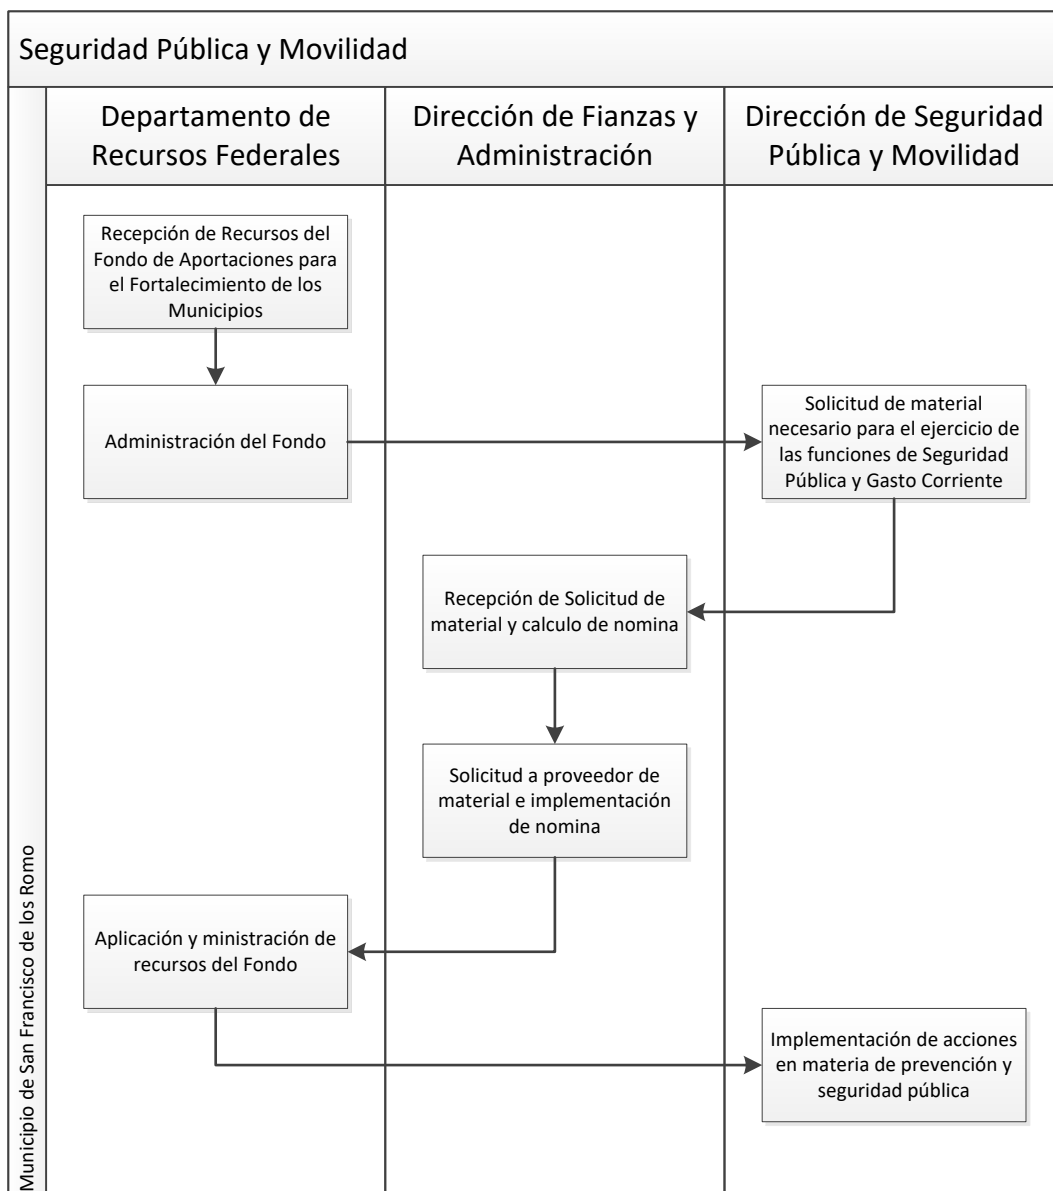 Seguridad Pública y Movilidad
Departamento de
Recursos Federales
Dirección de Fianzas y
Administración
Dirección de Seguridad
Pública y Movilidad
Recepción de Recursos del
Fondo de Aportaciones para
el Fortalecimiento de los
Municipios
Administración del Fondo
Solicitud de material
necesario para el ejercicio de
las funciones de Seguridad
Pública y Gasto Corriente
Recepción de Solicitud de
material y calculo de nomina
Solicitud a proveedor de
material e implementación
de nomina
Aplicación y ministración de
recursos del Fondo
Implementación de acciones
en materia de prevención y
seguridad pública
Municipio de San Francisco de los Romo